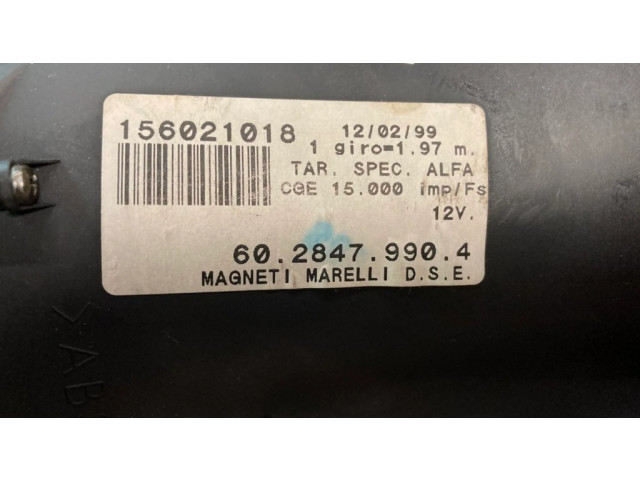 156021018
12/02/99
1 giro=1.97 m.
TAR. SPEC. ALFA
CGE 15.000 imp/Fs
12V.
60.2847.990.4
MAGNETI MARELLI D.S.E.
ABS